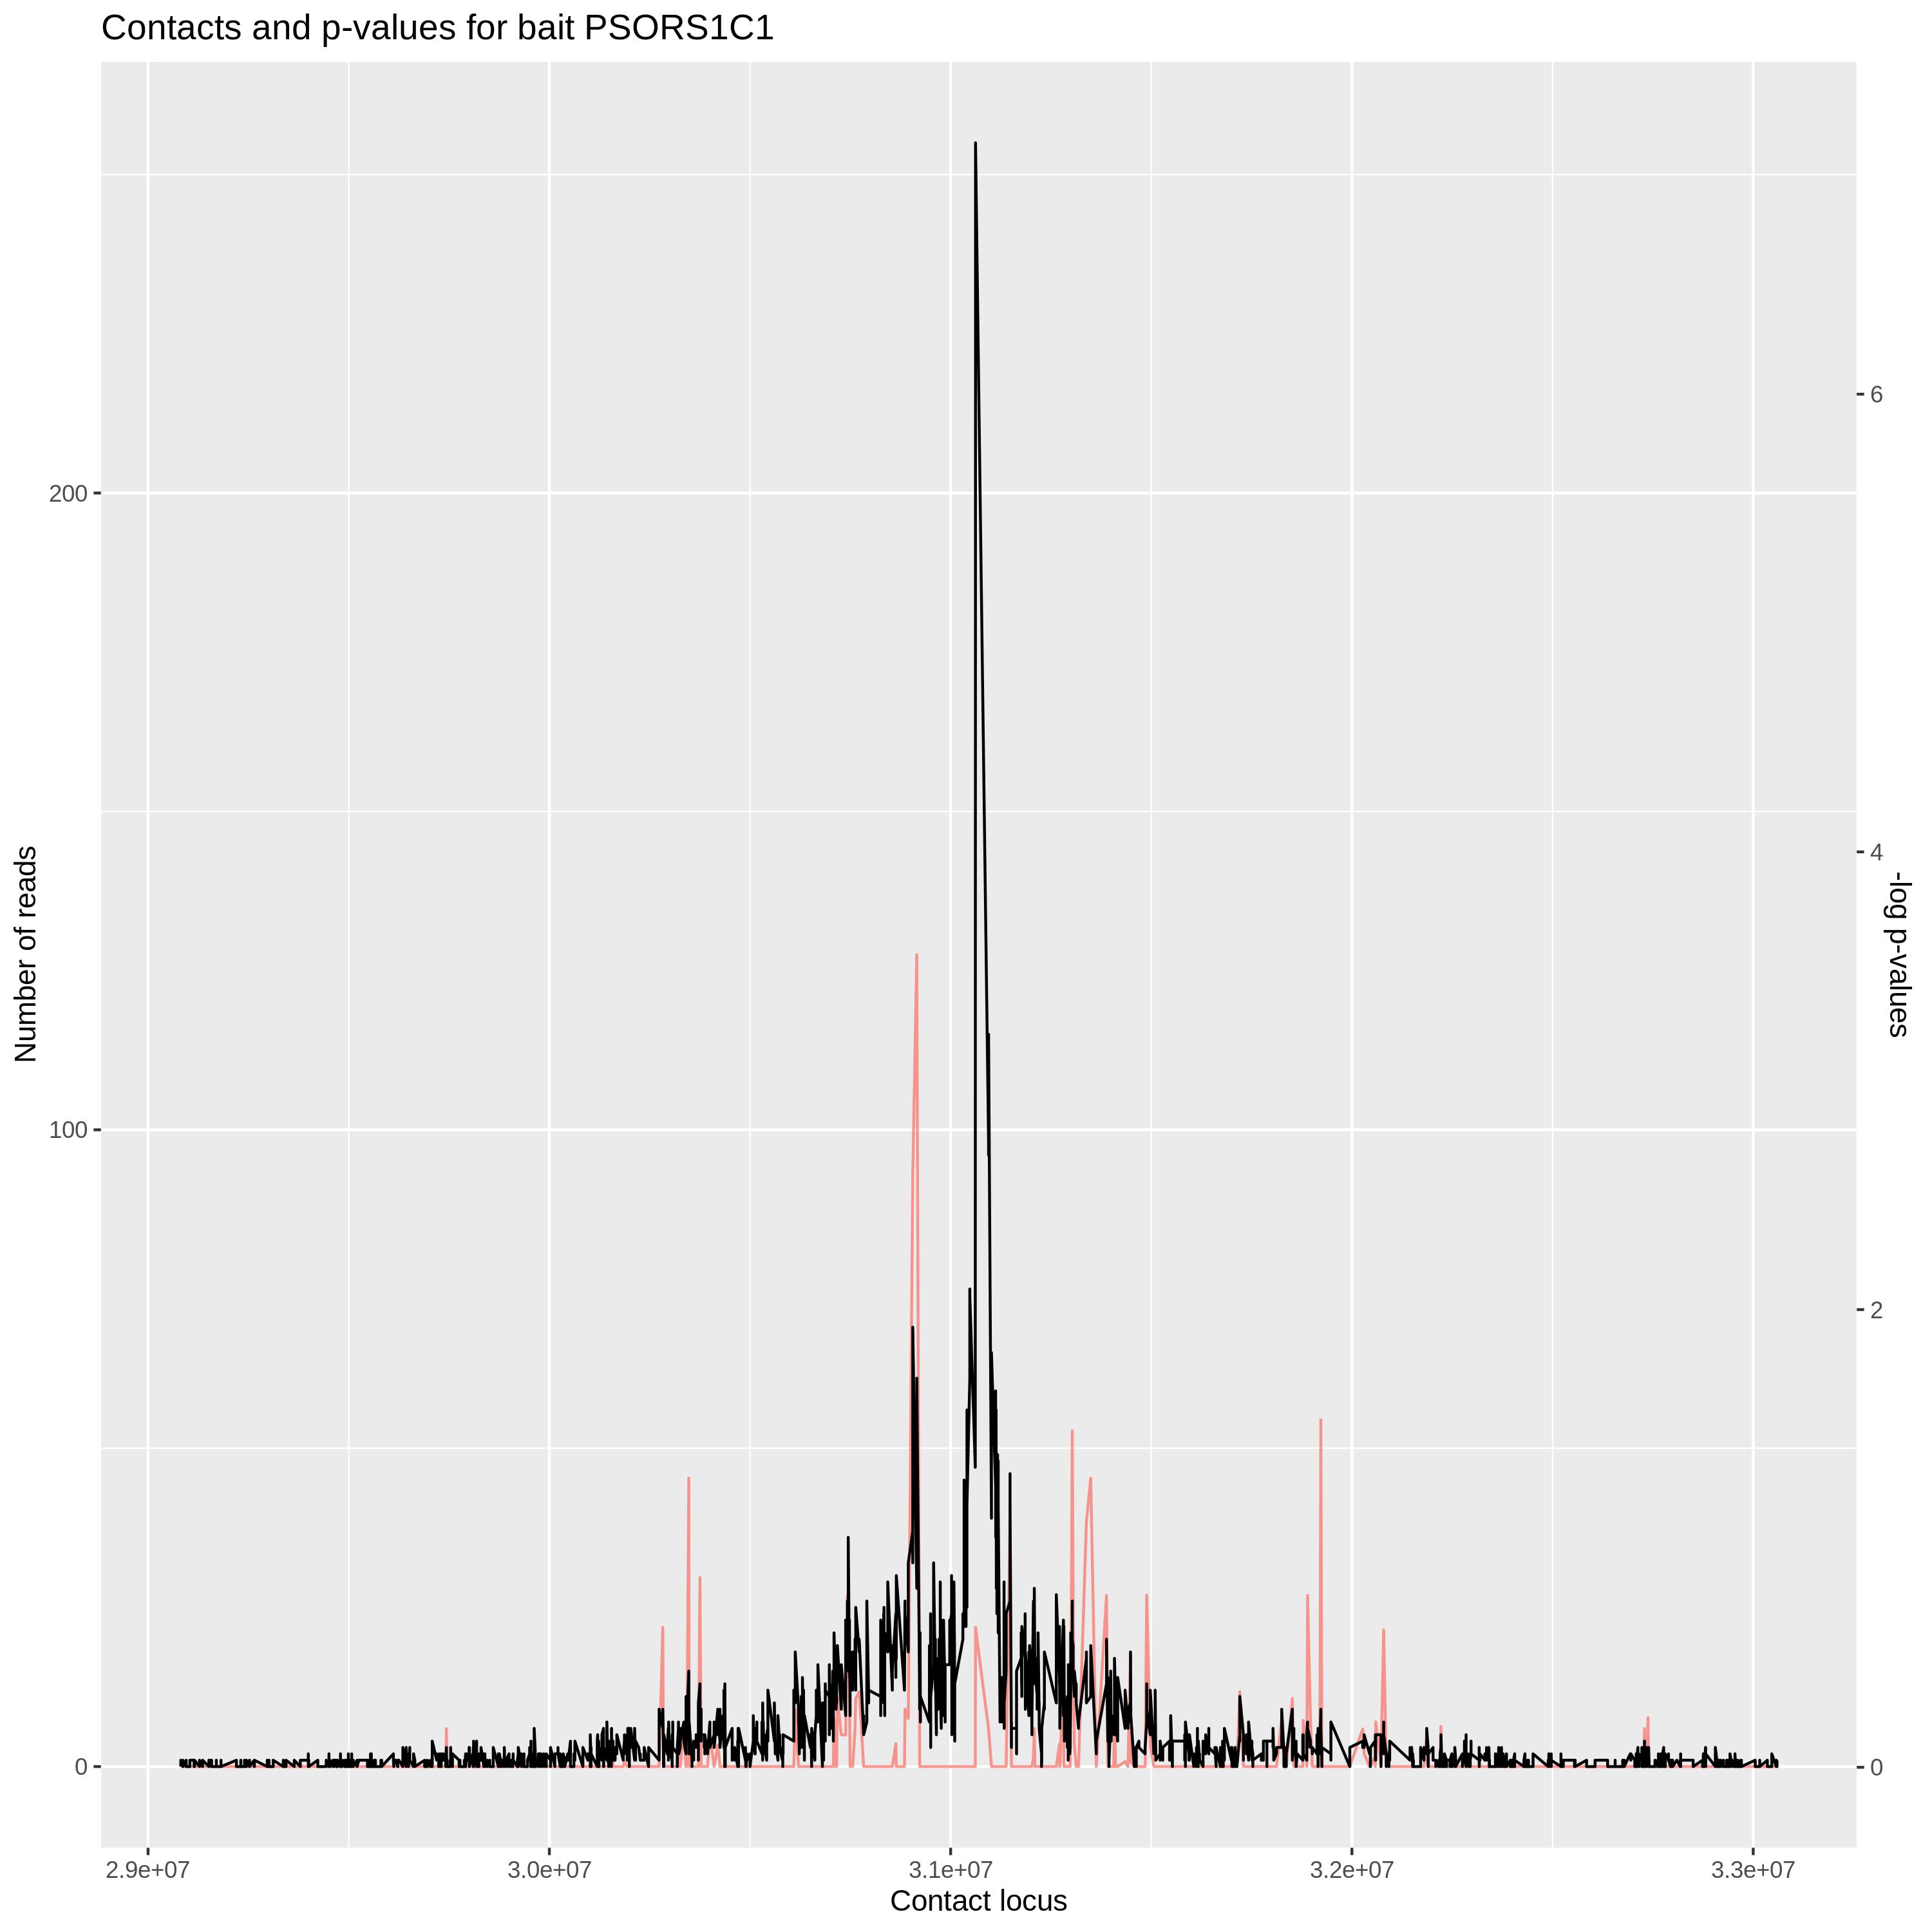 Contacts and p-values for bait PSORS1C1
Number of reads
200
100
0
6
4
2
0
-log p-values
2.9e+07
3.0e+07
3.1e+07
3.2e+07
3.3e+07
Contact locus